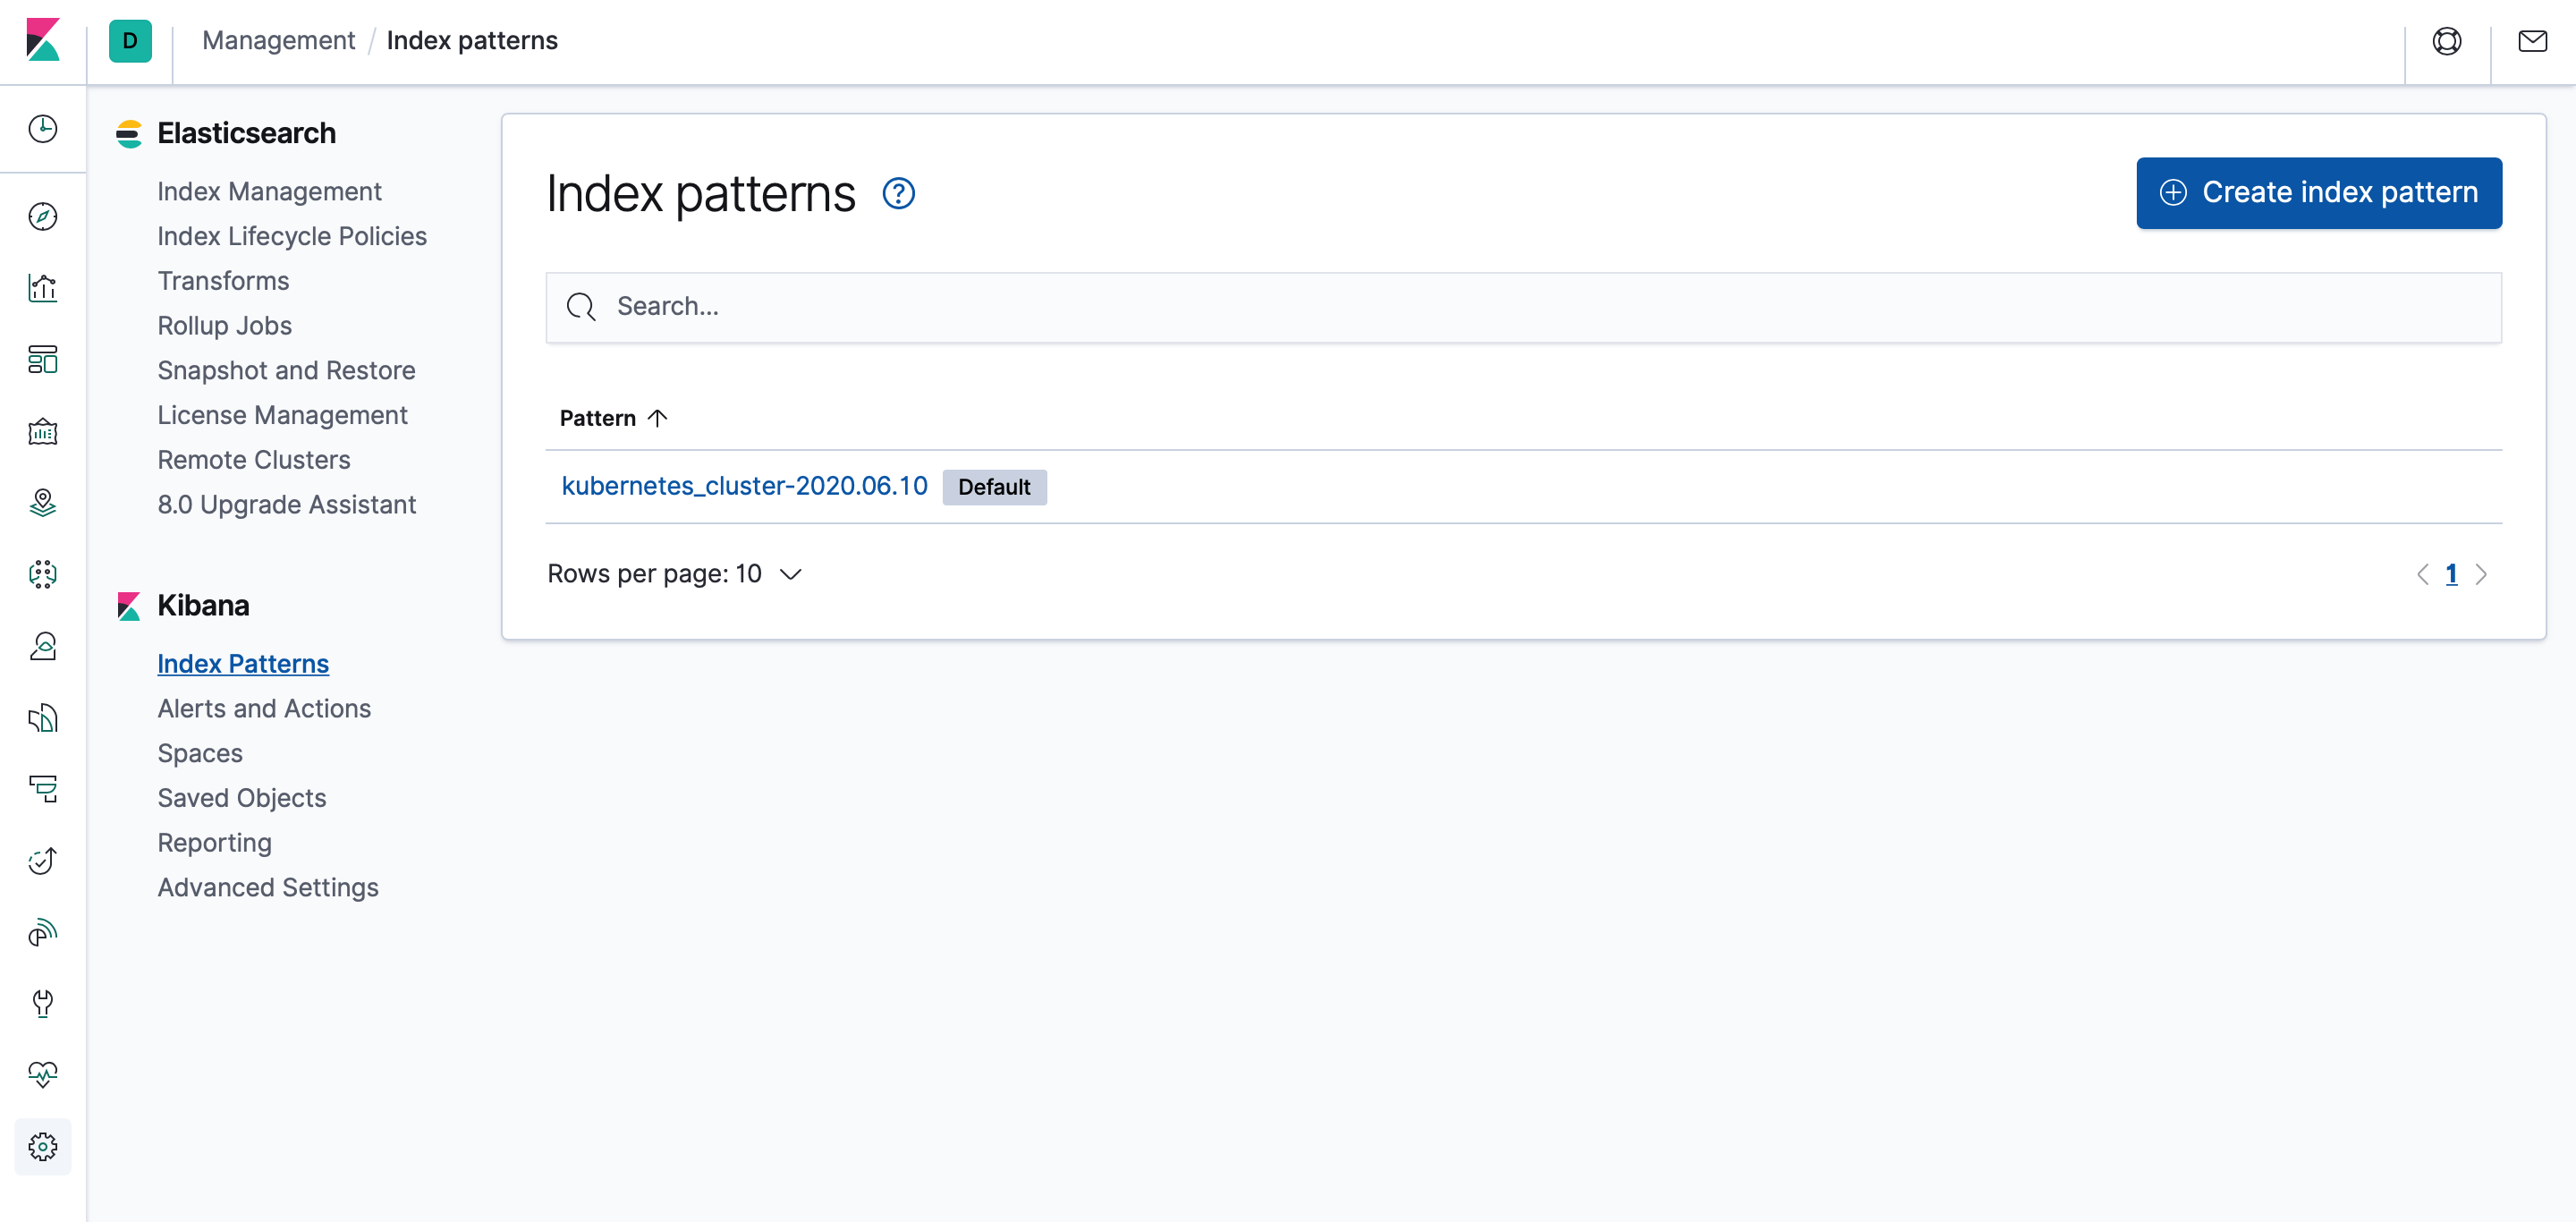 D
Management / Index patterns
Elasticsearch
Index Management
Index Lifecycle Policies
Transforms
Rollup Jobs
Snapshot and Restore
License Management
Remote Clusters
8.0 Upgrade Assistant
Kibana
Index Patterns
Alerts and Actions
Spaces
Saved Objects
Reporting
Advanced Settings
Index patterns ?
Create index pattern
Search...
Pattern
kubernetes_cluster-2020.06.10 Default
Rows per page: 10
1